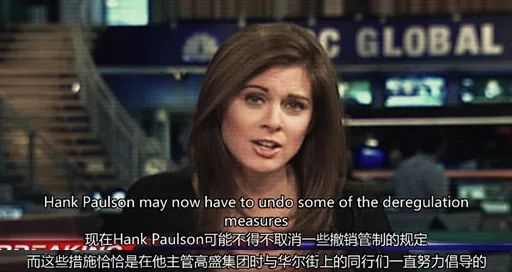 C GLOBAL
Hank Paulson may now have to undo some of the deregulation
measures
现在Hank Paulson可能不得不取消一些撤销管制的规定
BREAKING
而这些措施恰恰是在他主管高盛集团时与华尔街上的同行们一直努力倡导的